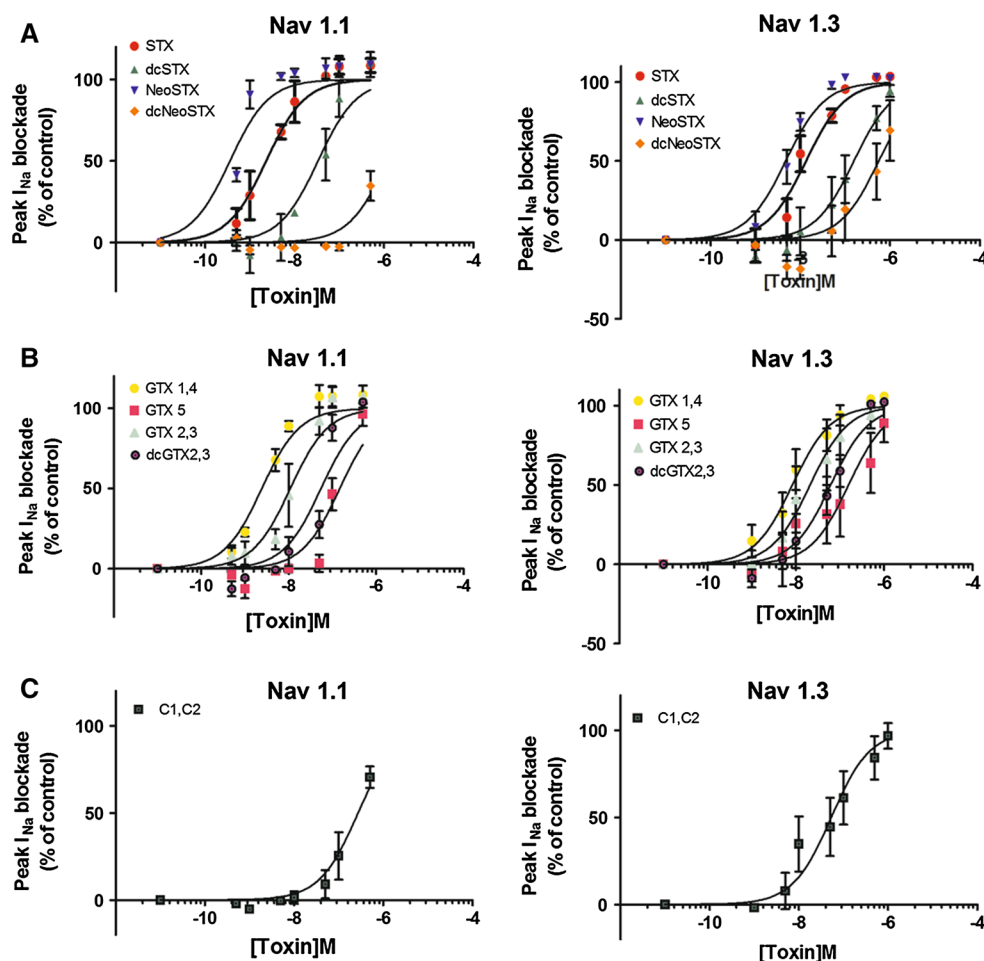 A
Nav 1.1
STX
dcSTX
NeoSTX
dcNeoSTX
Peak INa blockade
(% of control)
100
50
0
-10
-8
-6
-4
[Toxin]M
Nav 1.3
STX
dcSTX
NeoSTX
dcNeoSTX
Peak INa blockade
(% of control)
100
50
0
-50
-10
-8
-6
-4
[Toxin]M
B
Nav 1.1
GTX 1,4
GTX 5
GTX 2,3
dcGTX2,3
Peak INa blockade
(% of control)
100
50
0
-10
-8
-6
-4
[Toxin]M
Nav 1.3
GTX 1,4
GTX 5
GTX 2,3
dcGTX2,3
Peak INa blockade
(% of control)
100
50
0
-50
-10
-8
-6
-4
[Toxin]M
C
Nav 1.1
C1,C2
Peak INa blockade
(% of control)
100
50
0
-10
-8
-6
-4
[Toxin]M
Nav 1.3
C1,C2
Peak INa blockade
(% of control)
100
50
0
-10
-8
-6
-4
[Toxin]M